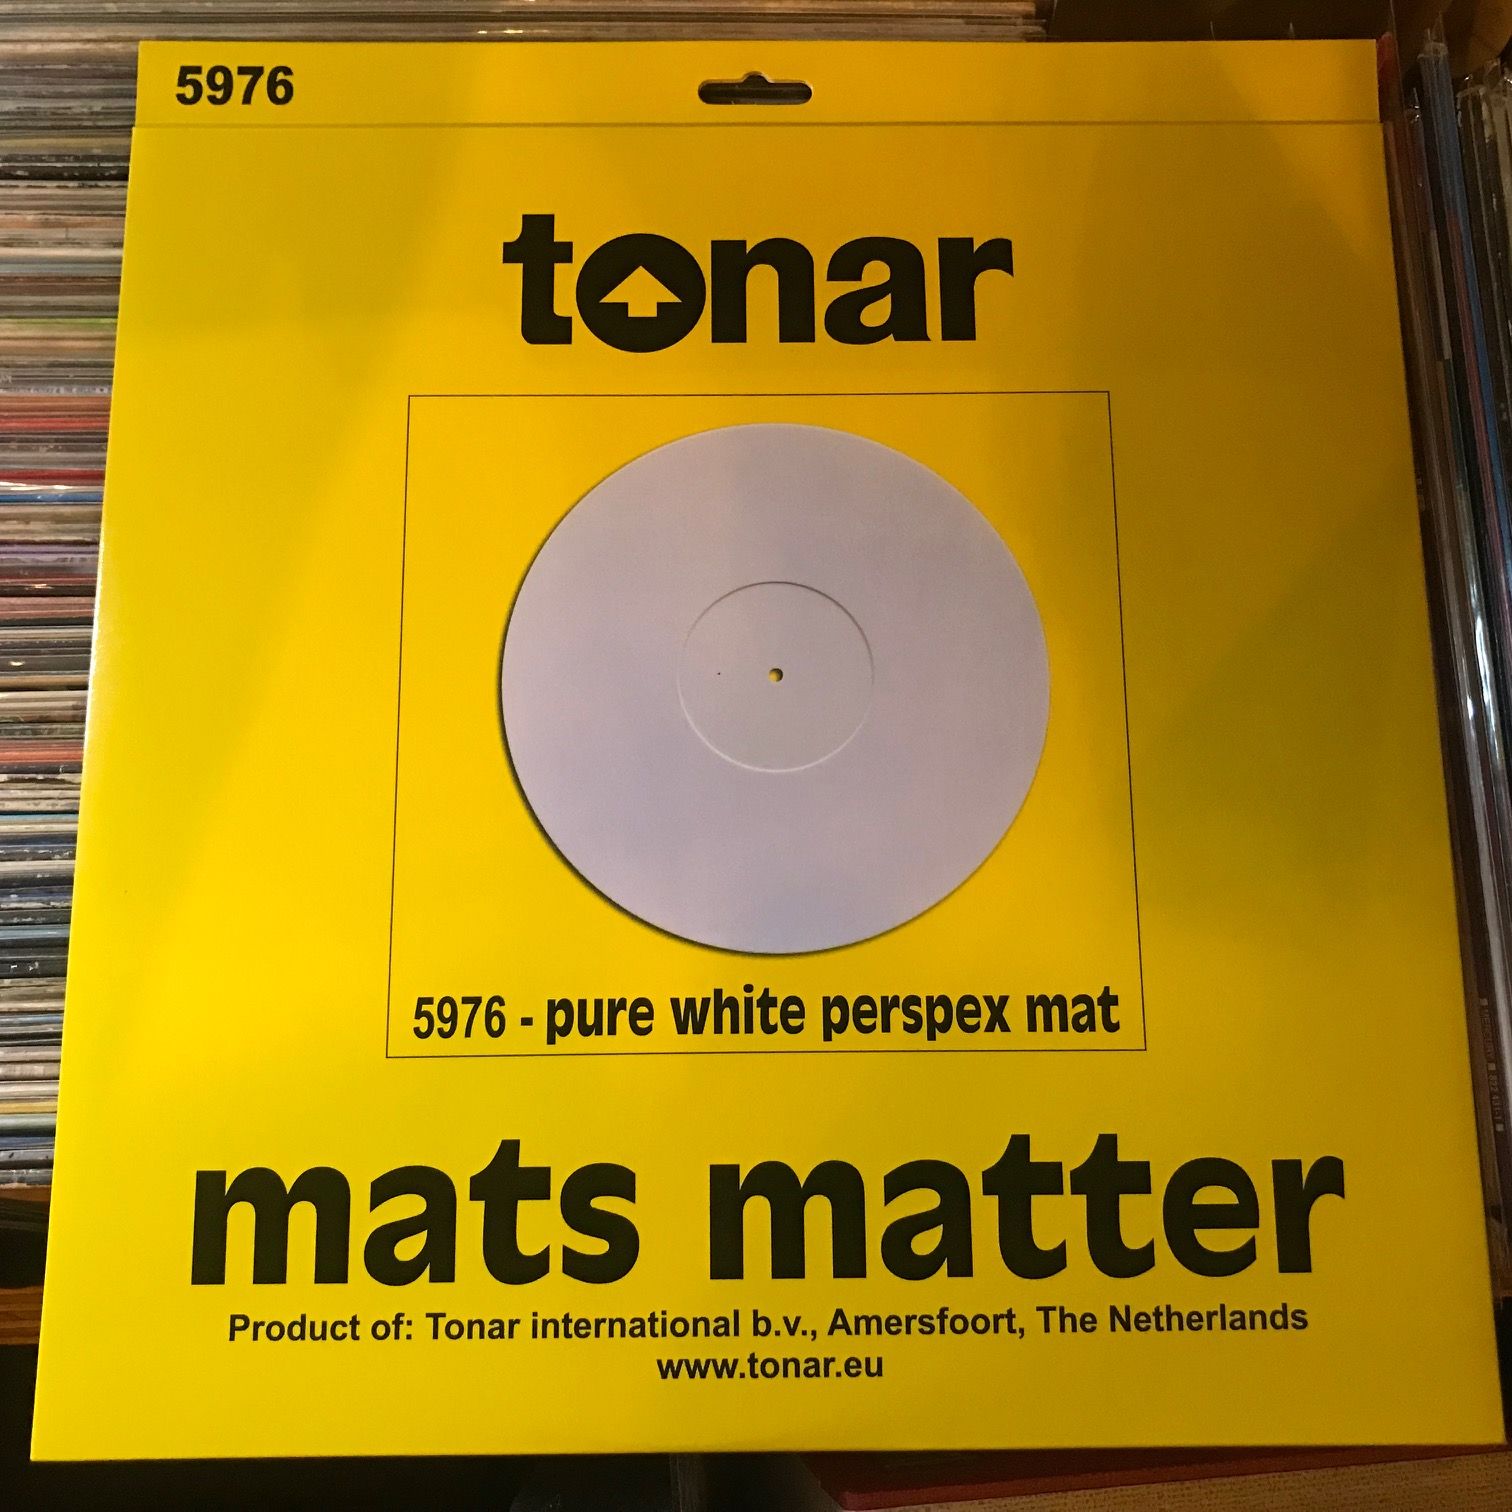 5976
tonar
5976 - pure white perspex mat
mats matter
Product of: Tonar international b.v., Amersfoort, The Netherlands
www.tonar.eu